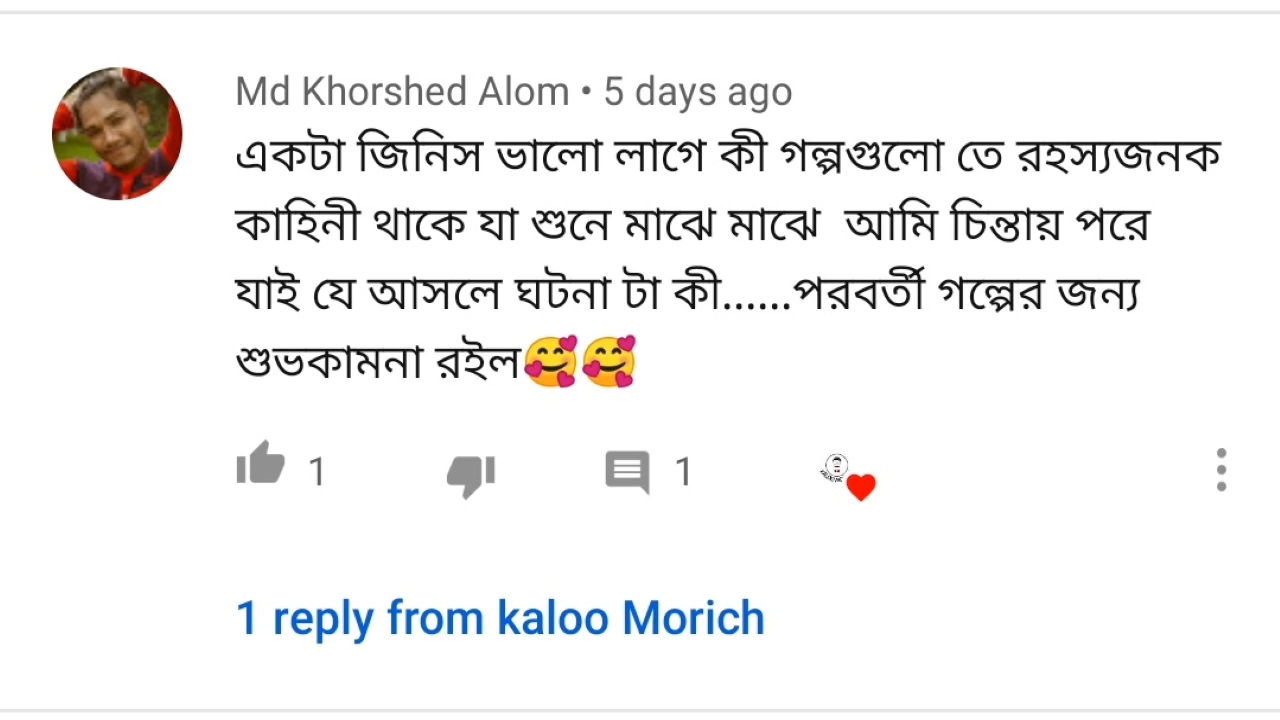 Md Khorshed Alom • 5 days ago
একটা জিনিস ভালো লাগে কী গল্পগুলো তে রহস্যজনক
কাহিনী থাকে যা শুনে মাঝে মাঝে  আমি চিন্তায় পরে
যাই যে আসলে ঘটনা টা কী......পরবর্তী গল্পের জন্য
শুভকামনা রইল🥰🥰
1 1
1 reply from kaloo Morich